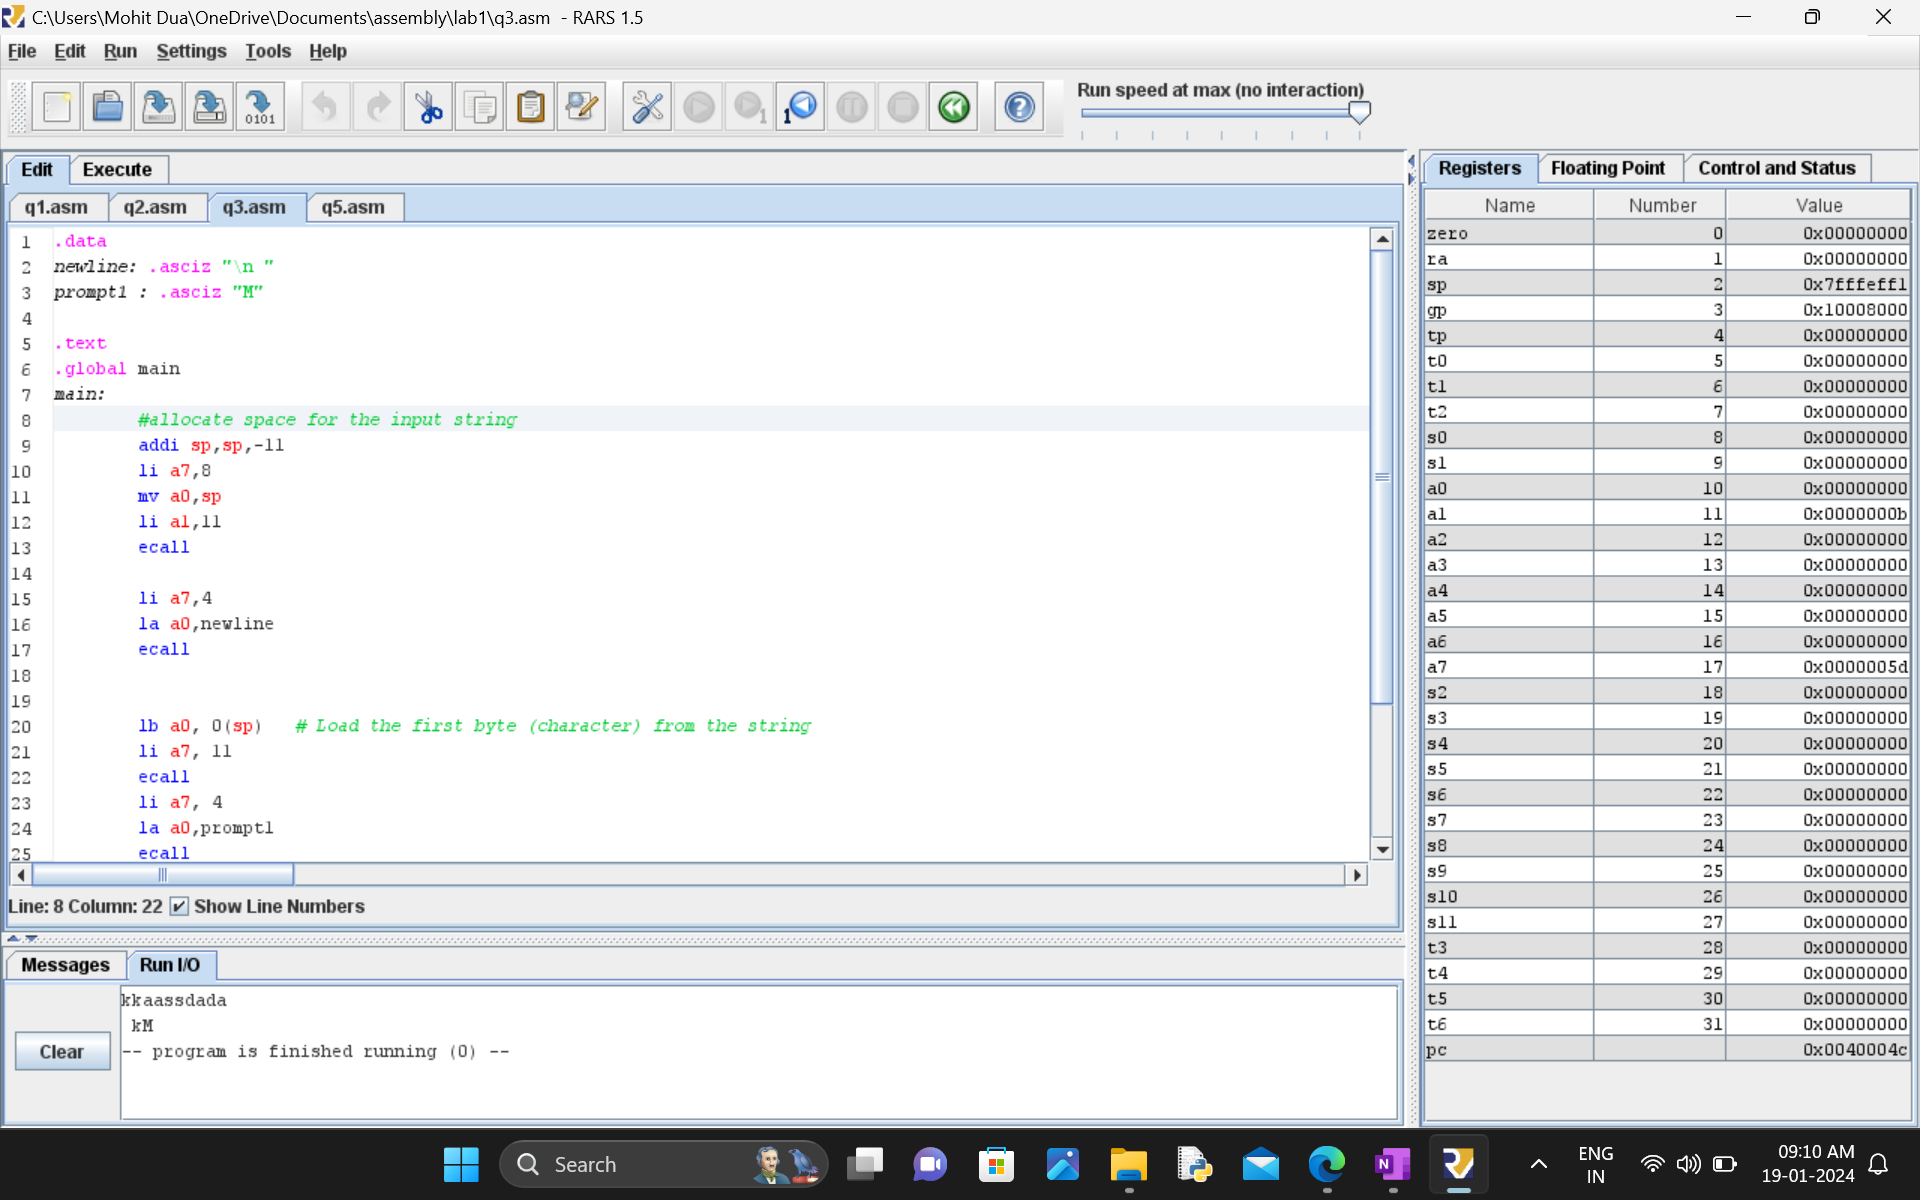 C:\Users\Mohit Dua\OneDrive\Documents\assembly\lab1\q3.asm - RARS 1.5
File Edit Run Settings Tools Help
0101
1
1
Run speed at max (no interaction)
Edit Execute
q1.asm q2.asm q3.asm q5.asm
1 .data
2 newline: .asciz "\n "
3 prompt1 : .asciz "M"
4
5 .text
6 .global main
7 main:
8 #allocate space for the input string
9 addi sp,sp,-11
10 li a7,8
11 mv a0,sp
12 li a1,11
13 ecall
14
15 li a7,4
16 la a0,newline
17 ecall
18
19
20 lb a0, 0(sp) # Load the first byte (character) from the string
21 li a7, 11
22 ecall
23 li a7, 4
24 la a0,prompt1
25 ecall
Line: 8 Column: 22 Show Line Numbers
Messages Run I/O
Clear
kkaassdada
kM
-- program is finished running (0) --
Registers Floating Point Control and Status
Name Number Value
zero 0 0x00000000
ra 1 0x00000000
sp 2 0x7fffeff1
gp 3 0x10008000
tp 4 0x00000000
t0 5 0x00000000
t1 6 0x00000000
t2 7 0x00000000
s0 8 0x00000000
s1 9 0x00000000
a0 10 0x00000000
a1 11 0x0000000b
a2 12 0x00000000
a3 13 0x00000000
a4 14 0x00000000
a5 15 0x00000000
a6 16 0x00000000
a7 17 0x0000005d
s2 18 0x00000000
s3 19 0x00000000
s4 20 0x00000000
s5 21 0x00000000
s6 22 0x00000000
s7 23 0x00000000
s8 24 0x00000000
s9 25 0x00000000
s10 26 0x00000000
s11 27 0x00000000
t3 28 0x00000000
t4 29 0x00000000
t5 30 0x00000000
t6 31 0x00000000
pc 0x0040004c
Search
N
ENG
IN
09:10 AM
19-01-2024